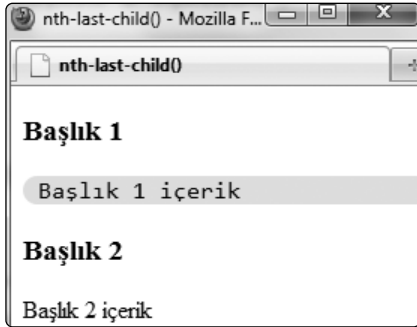 nth-last-child() - Mozilla F...
nth-last-child()
Başlık 1
Başlık 1 içerik
Başlık 2
Başlık 2 içerik